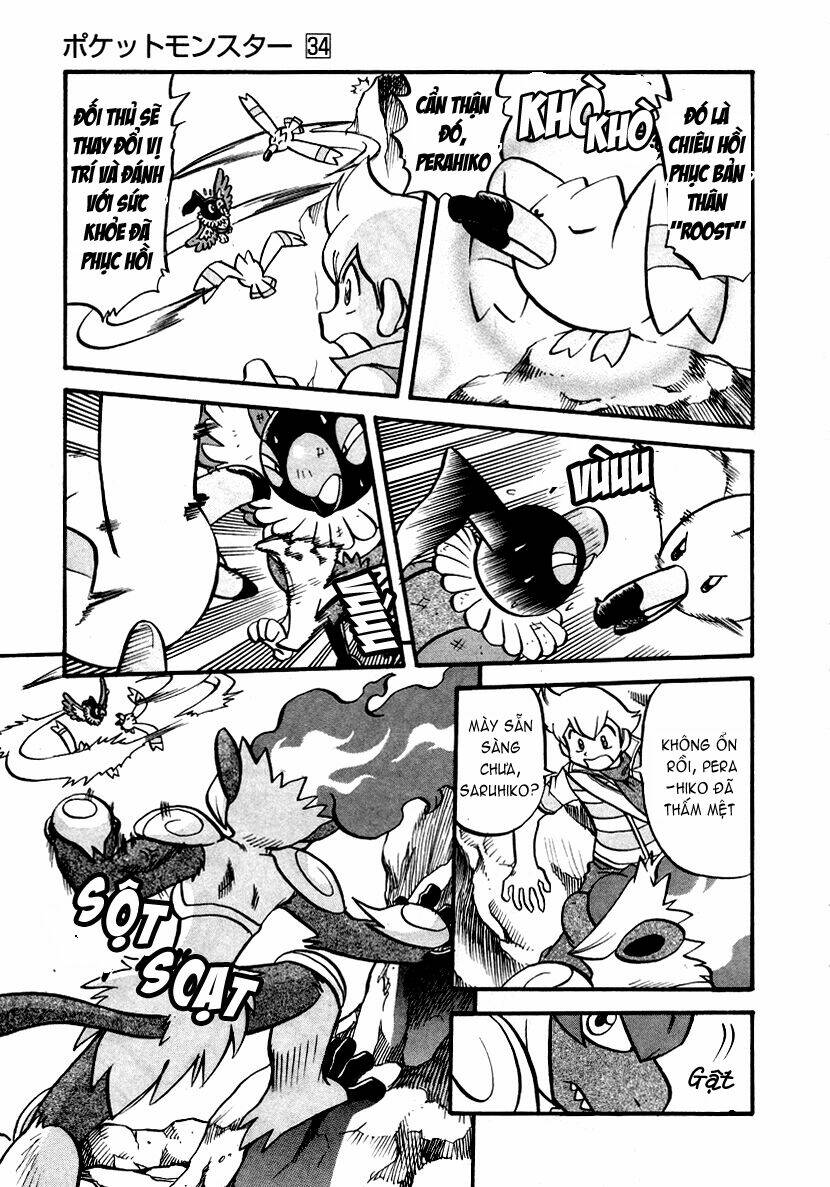 ポケットモンスター 34
ĐÓ LÀ
CHIÊU HỒI
PHỤC BẢN
THÂN
"ROOST"
KHÒ
KHÒ
CẨN THẬN
ĐÓ,
PERAHIKO
ĐỐI THỦ SẼ
THAY ĐỔI VỊ
TRÍ VÀ ĐÁNH
VỚI SỨC
KHỎE ĐÃ
PHỤC HỒI
VÙUU
VUUU
KHÔNG ỔN
RỒI, PERA
-HIKO ĐÃ
THẤM MỆT
MÀY SẴN
SÀNG
CHƯA,
SARUHIKO?
SỘT
SOẠT
GẬT